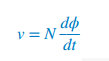 v = N dϕ/dt